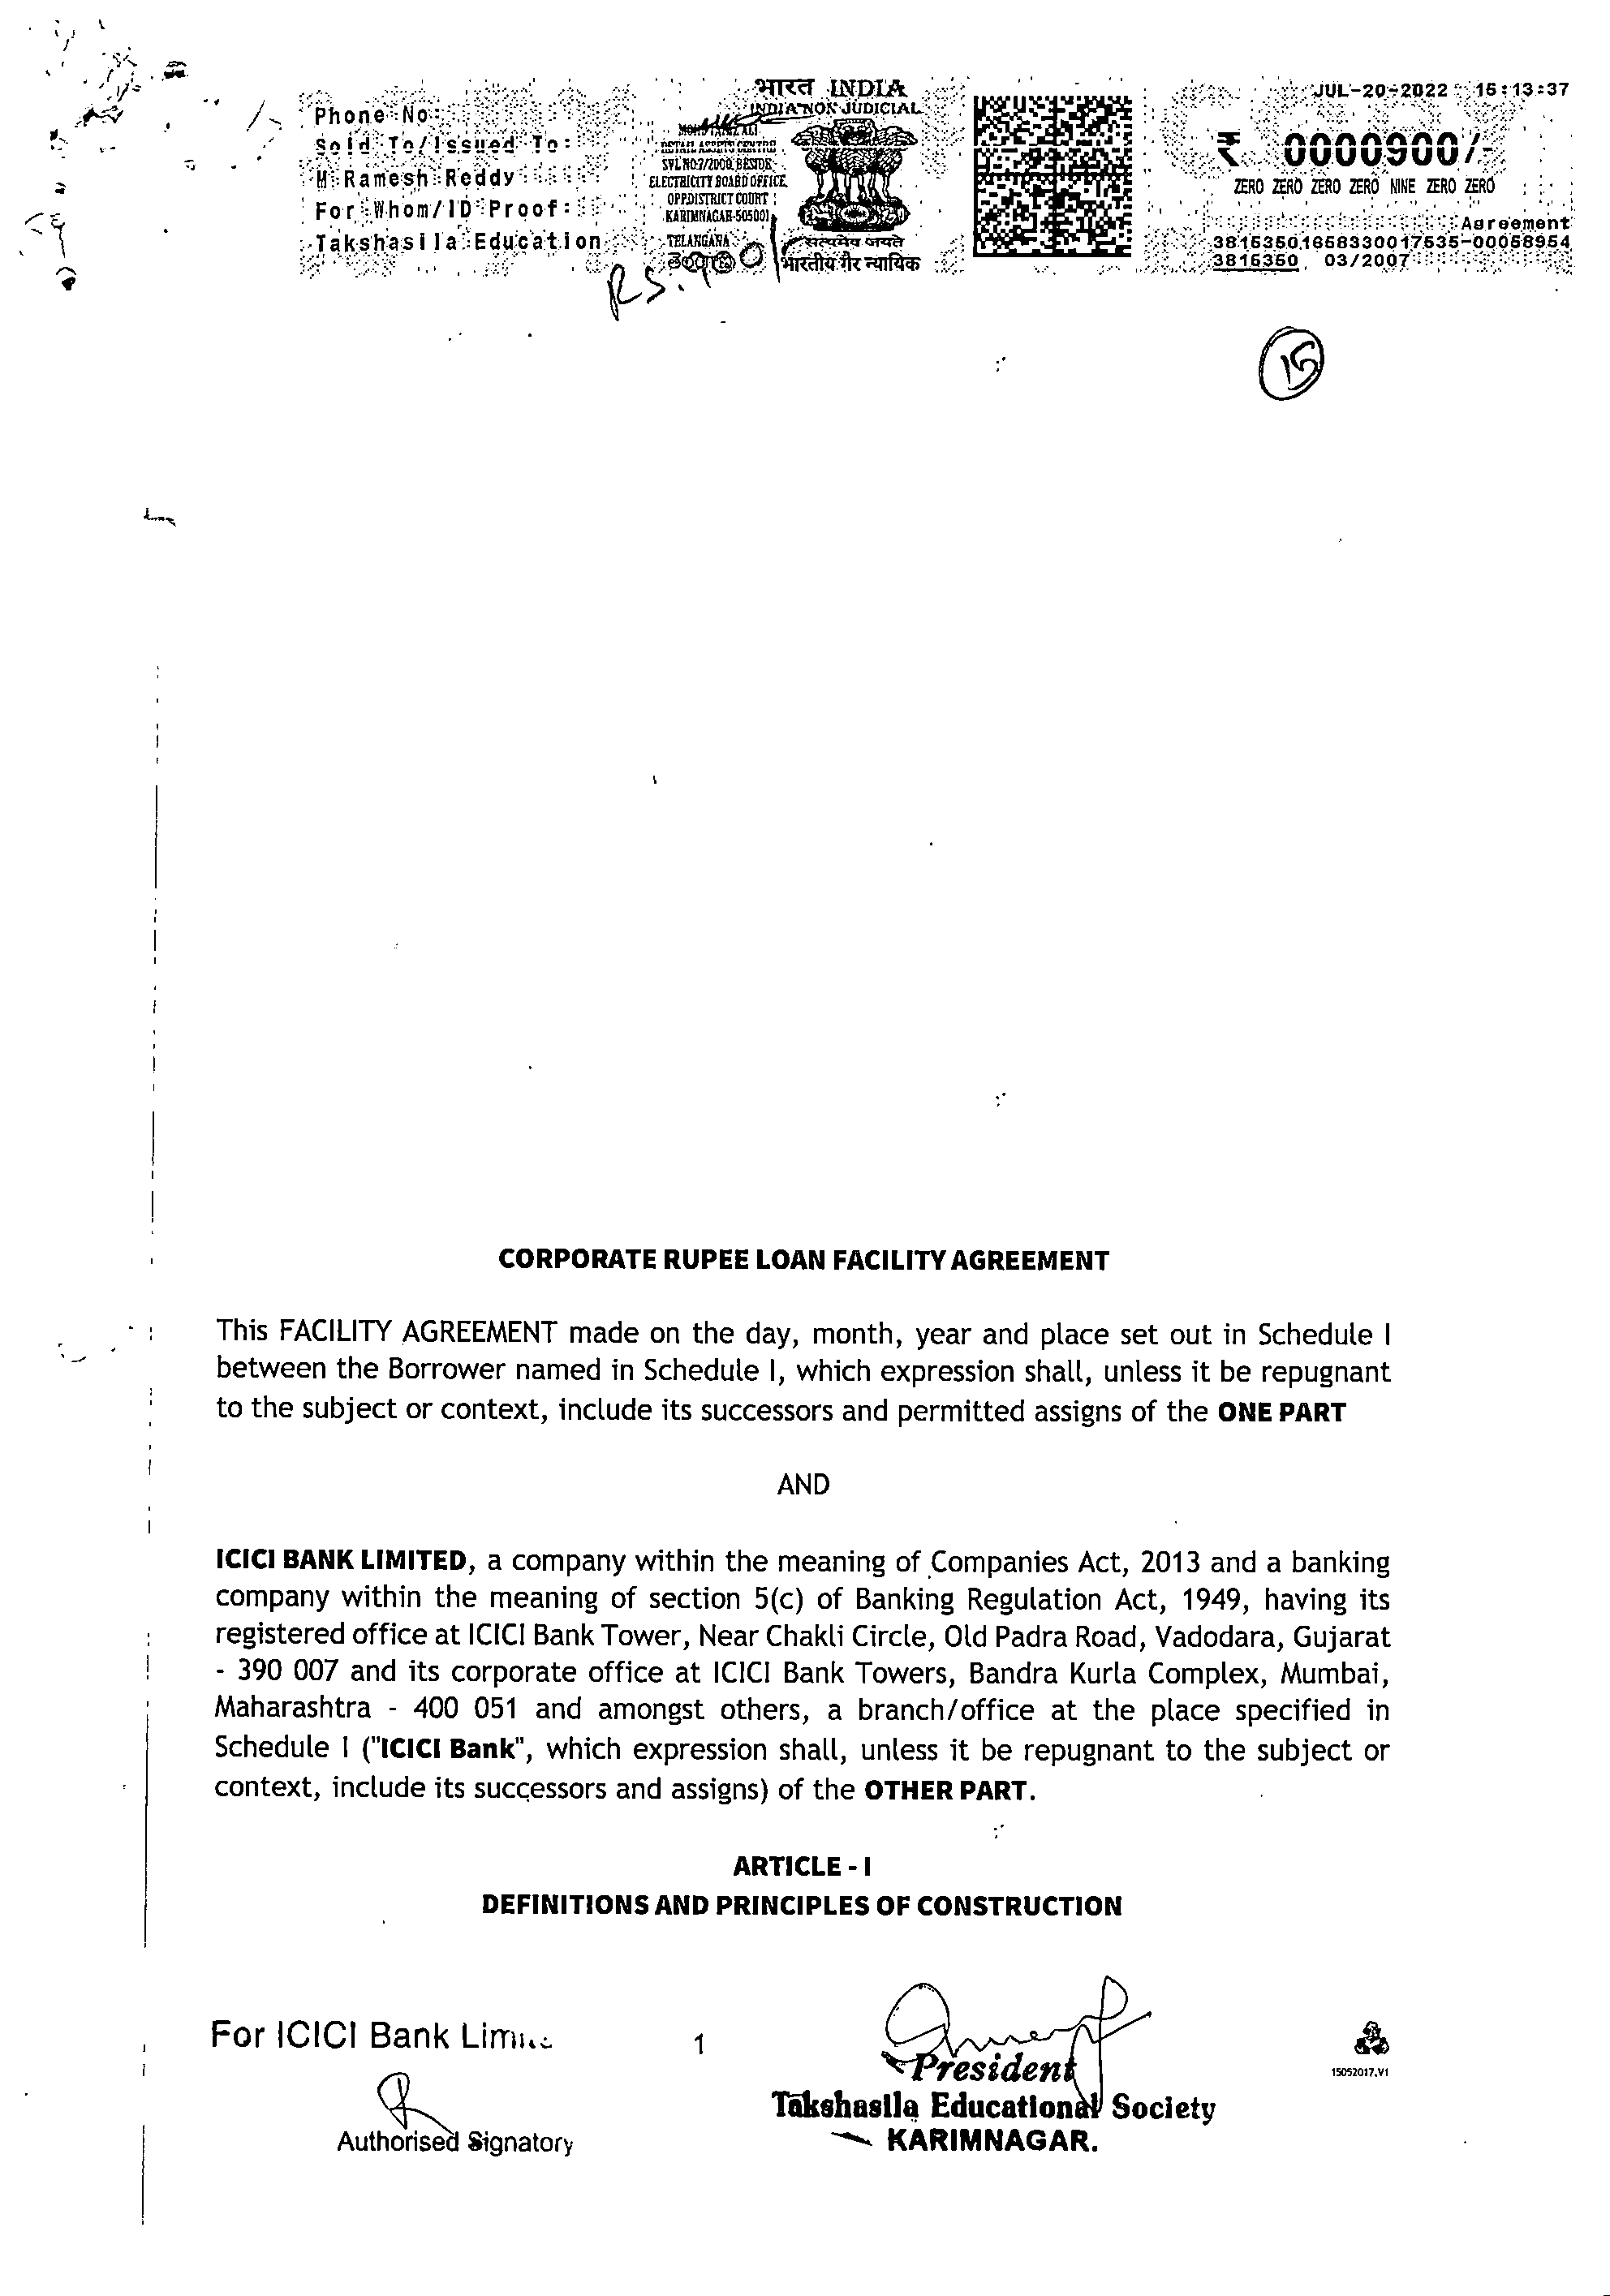 Phone No:
Sold To/Issued To:
M Ramesh Reddy
For Whom/ID Proof:
Takshasila Education
SVL NO:7/2000, BESIDE
ELECTRICITY BOARD OFFICE
OPP.DISTRICT COURT
KARIMNAGAR-505001
TELANGANA
Rs. 900/
भारत INDIA
INDIA NON JUDICIAL
सत्यमेव जयते
भारतीय गैर न्यायिक
JUL-20-2022 15:13:37
₹ 0000900/-
ZERO ZERO ZERO ZERO NINE ZERO ZERO
Agreement
38153501658330017535-00058954
3815350 03/2007
15
CORPORATE RUPEE LOAN FACILITY AGREEMENT
This FACILITY AGREEMENT made on the day, month, year and place set out in Schedule I
between the Borrower named in Schedule I, which expression shall, unless it be repugnant
to the subject or context, include its successors and permitted assigns of the ONE PART
AND
ICICI BANK LIMITED, a company within the meaning of Companies Act, 2013 and a banking
company within the meaning of section 5(c) of Banking Regulation Act, 1949, having its
registered office at ICICI Bank Tower, Near Chakli Circle, Old Padra Road, Vadodara, Gujarat
- 390 007 and its corporate office at ICICI Bank Towers, Bandra Kurla Complex, Mumbai,
Maharashtra - 400 051 and amongst others, a branch/office at the place specified in
Schedule I ("ICICI Bank", which expression shall, unless it be repugnant to the subject or
context, include its successors and assigns) of the OTHER PART.
ARTICLE - I
DEFINITIONS AND PRINCIPLES OF CONSTRUCTION
For ICICI Bank
Authorised Signatory
1
President
Takshasila Educational Society
KARIMNAGAR.
15052017.V1